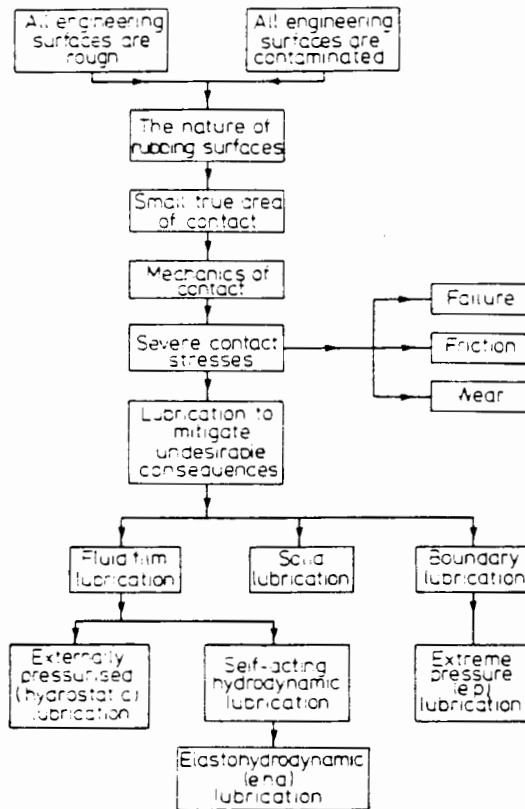 All engineering
surfaces are
rough
All engineering
surfaces are
contaminated
The nature of
rubbing surfaces
Small true area
of contact
Mechanics of
contact
Severe contact
stresses
Failure
Friction
Wear
Lubrication to
mitigate
undesirable
consequences
Fluid film
lubrication
Solid
lubrication
Boundary
lubrication
Externally
pressurised
(hydrostatic)
lubrication
Self-acting
hydrodynamic
lubrication
Extreme
pressure
(e.p.)
lubrication
Elastohydrodynamic
(e.h.d.)
lubrication